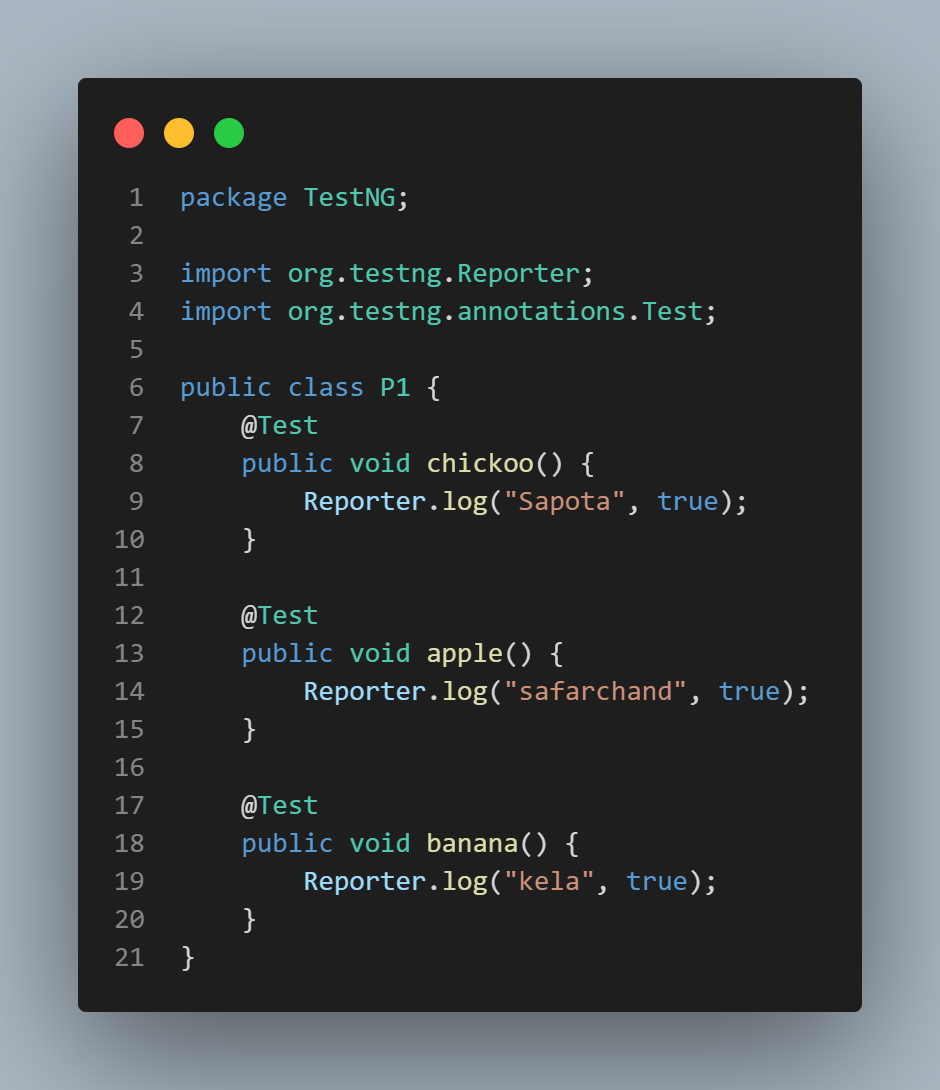 1 package TestNG;
2
3 import org.testng.Reporter;
4 import org.testng.annotations.Test;
5
6 public class P1 {
7     @Test
8     public void chickoo() {
9         Reporter.log("Sapota", true);
10     }
11
12     @Test
13     public void apple() {
14         Reporter.log("safarchand", true);
15     }
16
17     @Test
18     public void banana() {
19         Reporter.log("kela", true);
20     }
21 }